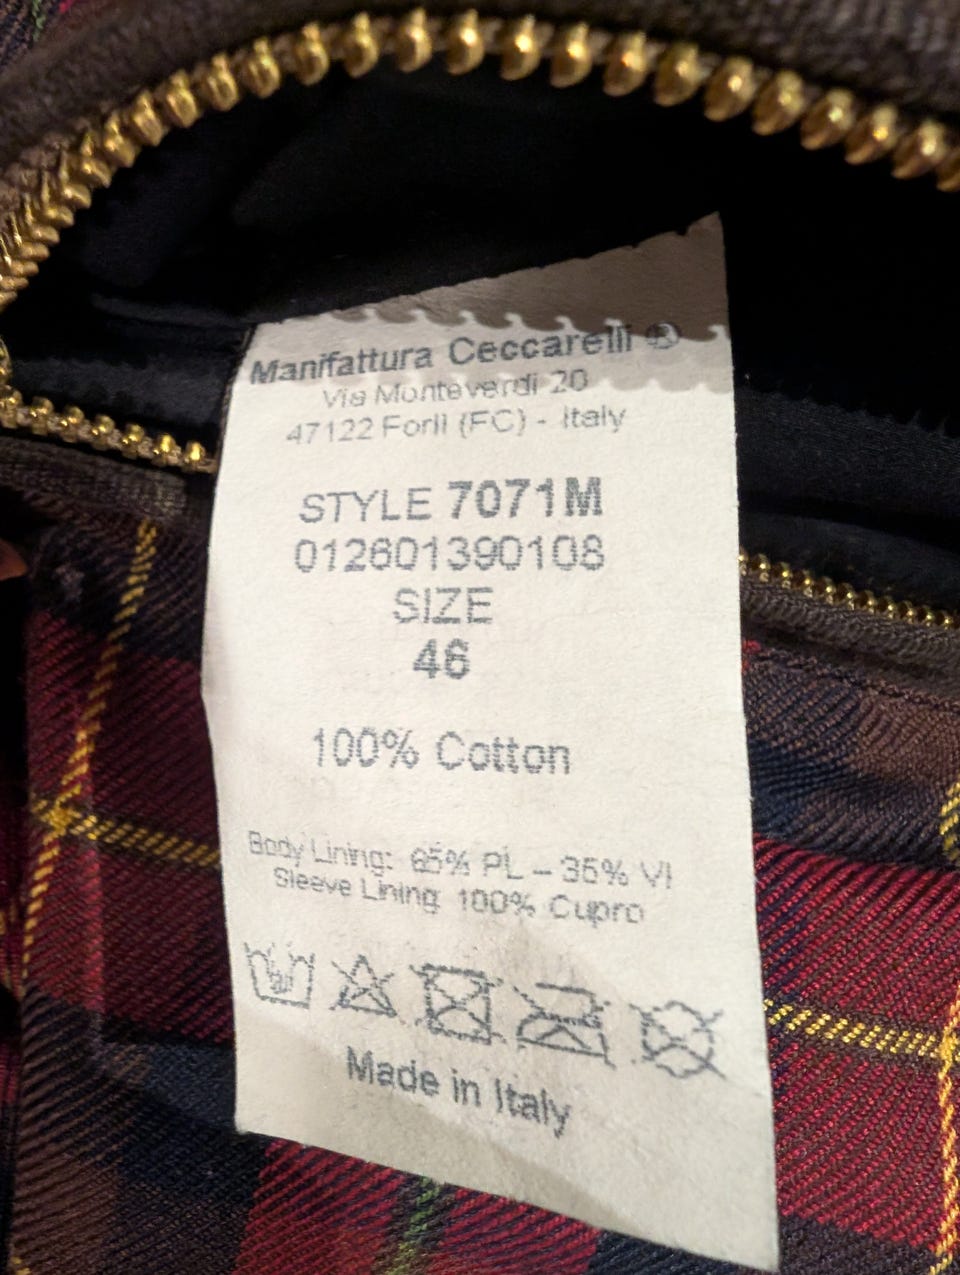 Manifattura Ceccarelli ®
Via Monteverdi 20
47122 Forlì (FC) - Italy
STYLE 7071M
012601390108
SIZE
46
100% Cotton
Body Lining: 65% PL – 35% VI
Sleeve Lining 100% Cupro
Made in Italy